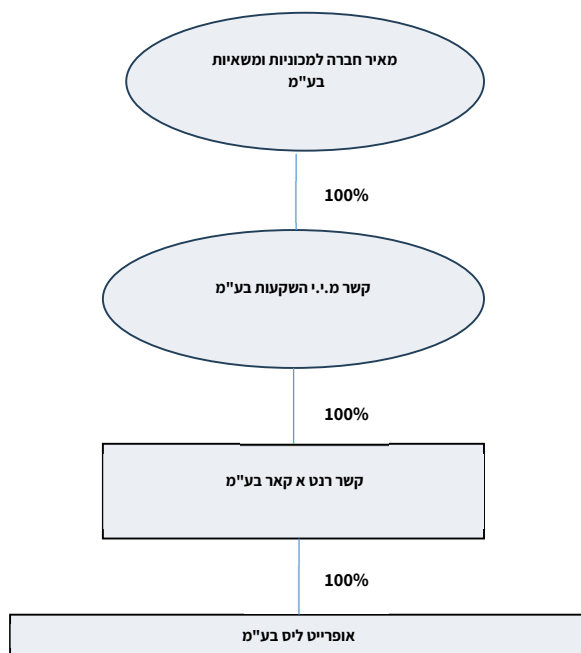 מאיר חברה למכוניות ומשאיות
בע"מ
100%
קשר מ.י.י השקעות בע"מ
100%
קשר רנט א קאר בע"מ
100%
אופרייט ליס בע"מ